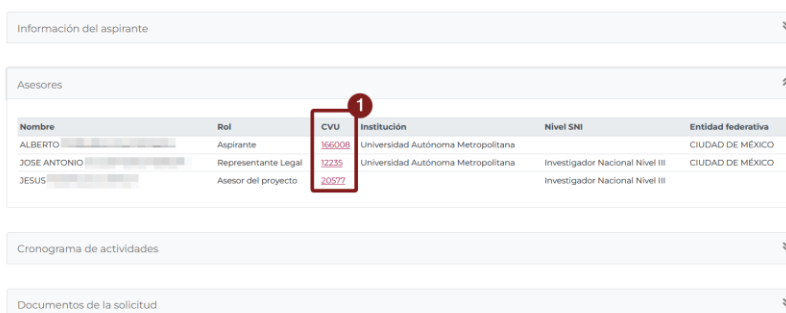 Información del aspirante
Asesores
1
Nombre Rol CVU Institución Nivel SNI Entidad federativa
ALBERTO Aspirante 166008 Universidad Autónoma Metropolitana CIUDAD DE MÉXICO
JOSE ANTONIO Representante Legal 12235 Universidad Autónoma Metropolitana Investigador Nacional Nivel III CIUDAD DE MÉXICO
JESUS Asesor del proyecto 20577 Investigador Nacional Nivel III
Cronograma de actividades
Documentos de la solicitud